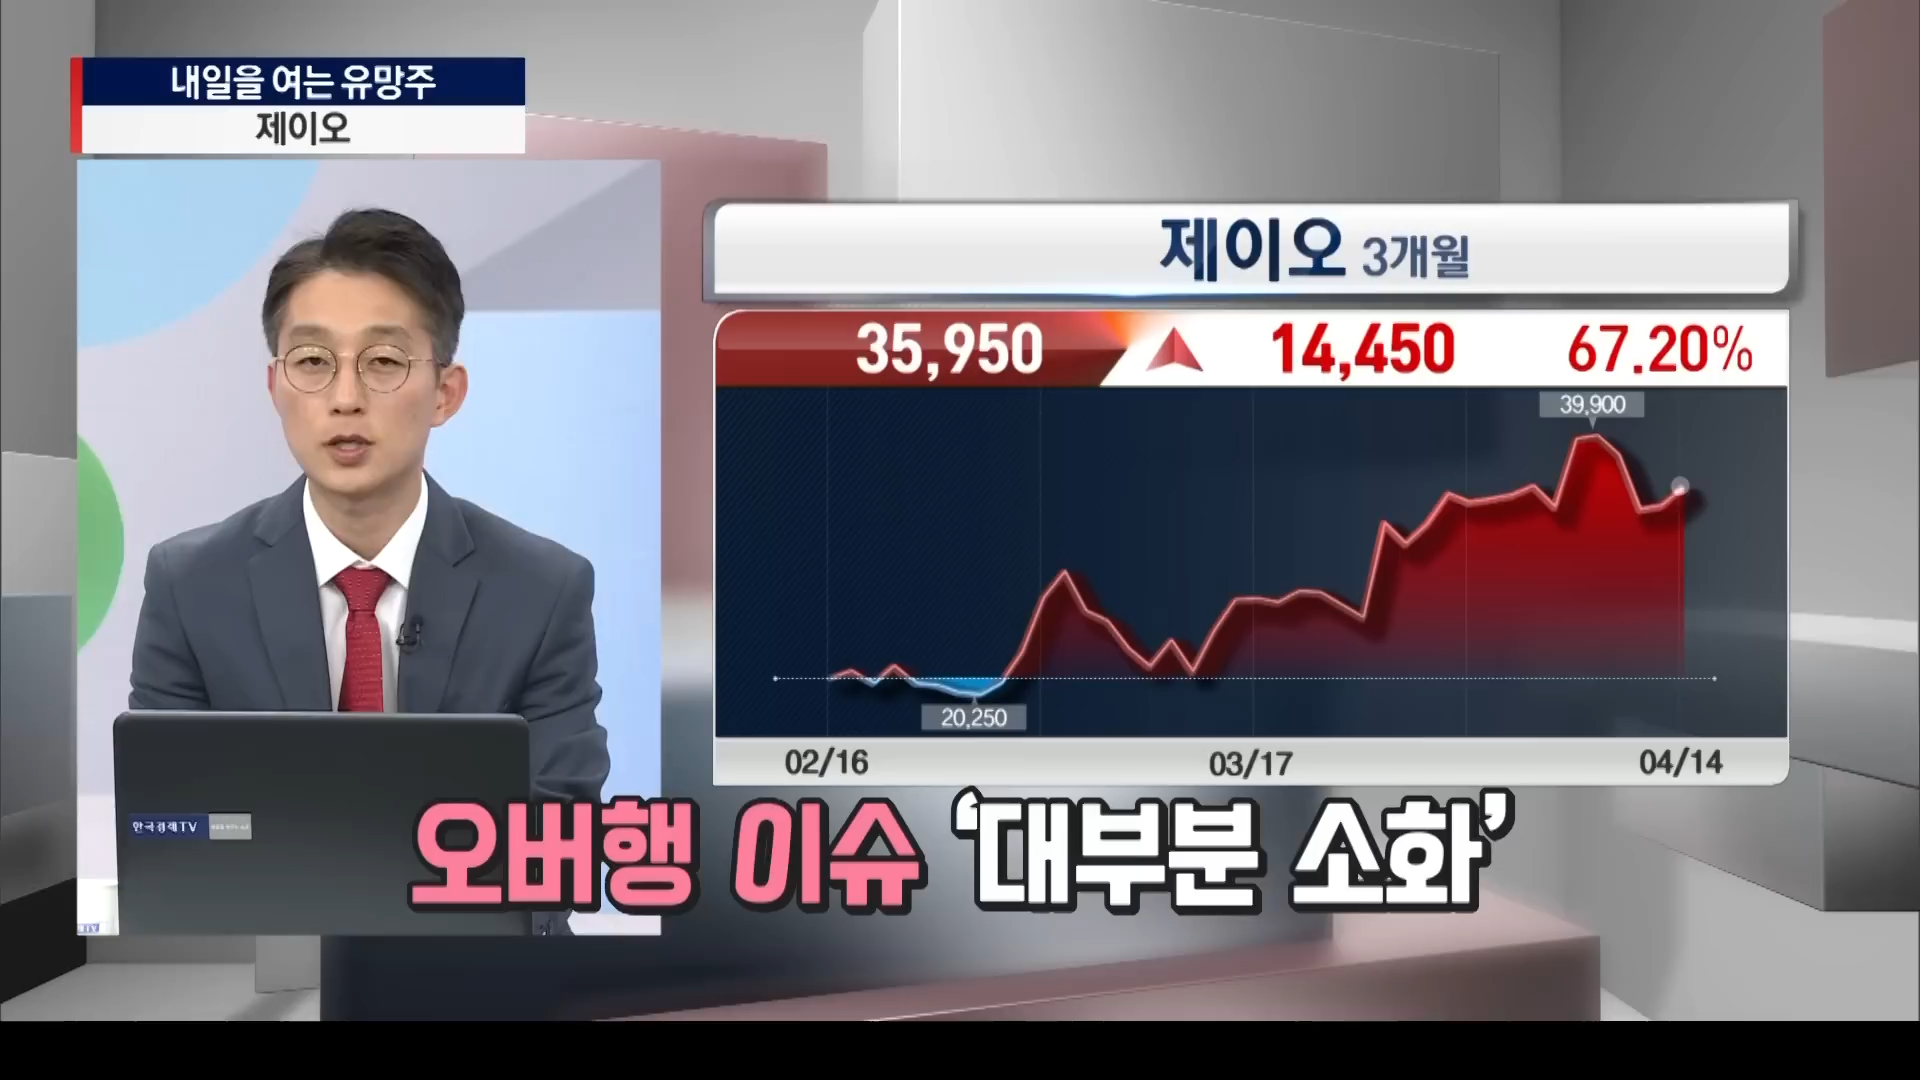 내일을 여는 유망주
제이오
제이오 3개월
35,950 ▲ 14,450 67.20%
39,900
20,250
02/16 03/17 04/14
한국경제TV
오버행 이슈 ‘대부분 소화’